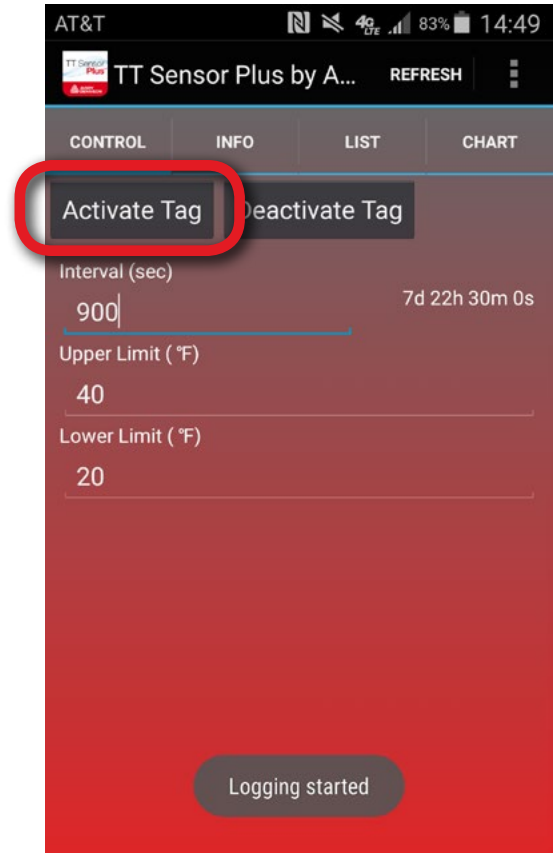 AT&T 4G LTE 83% 14:49
TT Sensor Plus TT Sensor Plus by A... REFRESH
CONTROL INFO LIST CHART
Activate Tag Deactivate Tag
Interval (sec)
900 7d 22h 30m 0s
Upper Limit ( °F)
40
Lower Limit ( °F)
20
Logging started